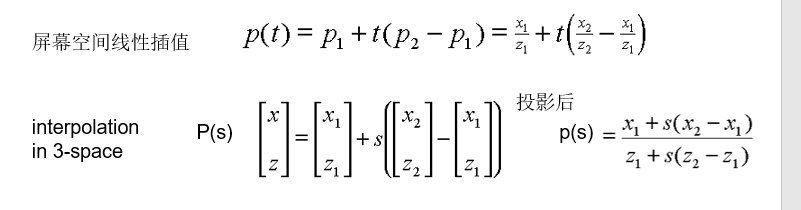 屏幕空间线性插值 p(t) = p₁ + t(p₂ − p₁) = x₁/z₁ + t(x₂/z₂ − x₁/z₁)
投影后
interpolation in 3-space P(s) [x z] = [x₁ z₁] + s([x₂ z₂] − [x₁ z₁]) p(s) = (x₁ + s(x₂ − x₁))/(z₁ + s(z₂ − z₁))